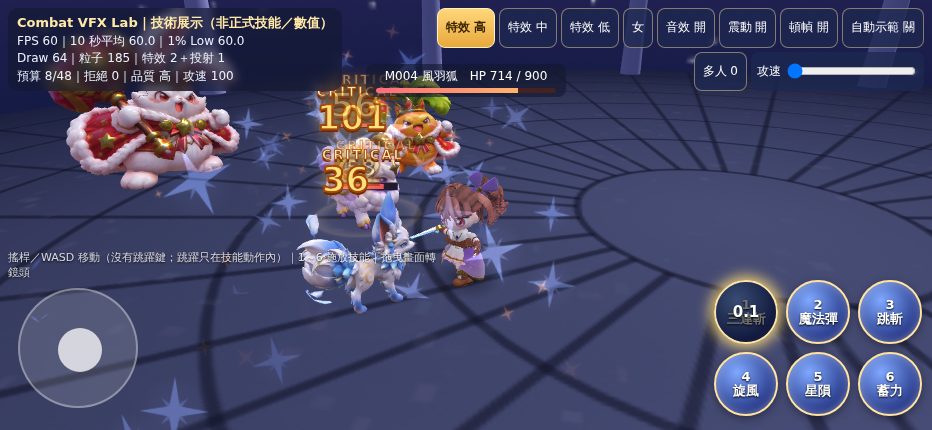 Combat VFX Lab｜技術展示（非正式技能／數值）
FPS 60｜10 秒平均 60.0｜1% Low 60.0
Draw 64｜粒子 185｜特效 2＋投射 1
預算 8/48｜拒絕 0｜品質 高｜攻速 100
特效 高
特效 中
特效 低
女
音效 開
震動 開
頓幀 開
自動示範 關
多人 0
攻速
M004 風羽狐 HP 714 / 900
CRITICAL
101
CRITICAL
36
搖桿／WASD 移動（沒有跳躍鍵；跳躍只在技能動作內）｜1–6 施放技能｜拖曳畫面轉
鏡頭
0.1
三連斬
2
魔法彈
3
跳斬
4
旋風
5
星隕
6
蓄力